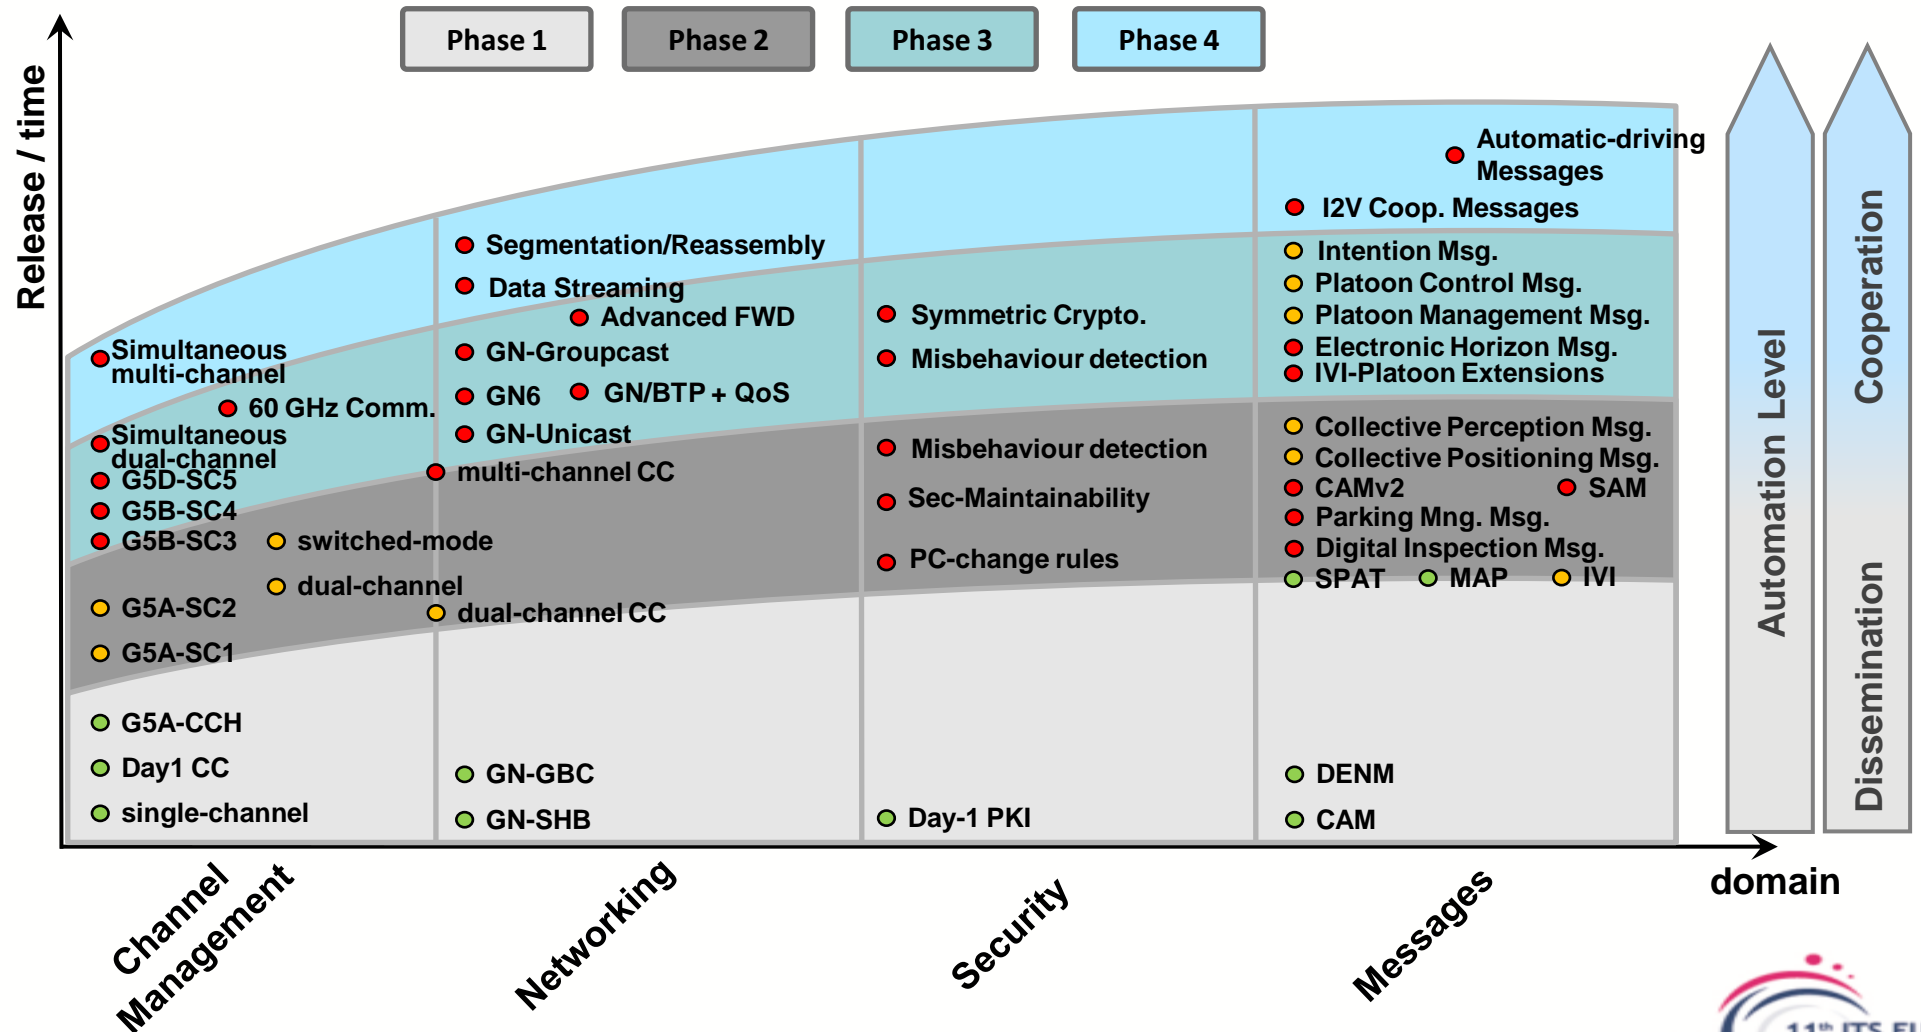 Phase 1
Phase 2
Phase 3
Phase 4
Release / time
Automatic-driving
Messages
I2V Coop. Messages
Segmentation/Reassembly
Data Streaming
Advanced FWD
GN-Groupcast
GN6
GN/BTP + QoS
GN-Unicast
multi-channel CC
Simultaneous
multi-channel
60 GHz Comm.
Simultaneous
dual-channel
G5D-SC5
G5B-SC4
G5B-SC3
switched-mode
dual-channel
G5A-SC2
dual-channel CC
G5A-SC1
G5A-CCH
Day1 CC
single-channel
GN-GBC
GN-SHB
Symmetric Crypto.
Misbehaviour detection
Misbehaviour detection
Sec-Maintainability
PC-change rules
Day-1 PKI
Intention Msg.
Platoon Control Msg.
Platoon Management Msg.
Electronic Horizon Msg.
IVI-Platoon Extensions
Collective Perception Msg.
Collective Positioning Msg.
CAMv2
SAM
Parking Mng. Msg.
Digital Inspection Msg.
SPAT
MAP
IVI
DENM
CAM
Automation Level
Cooperation
Dissemination
domain
Channel
Management
Networking
Security
Messages
11th ITS